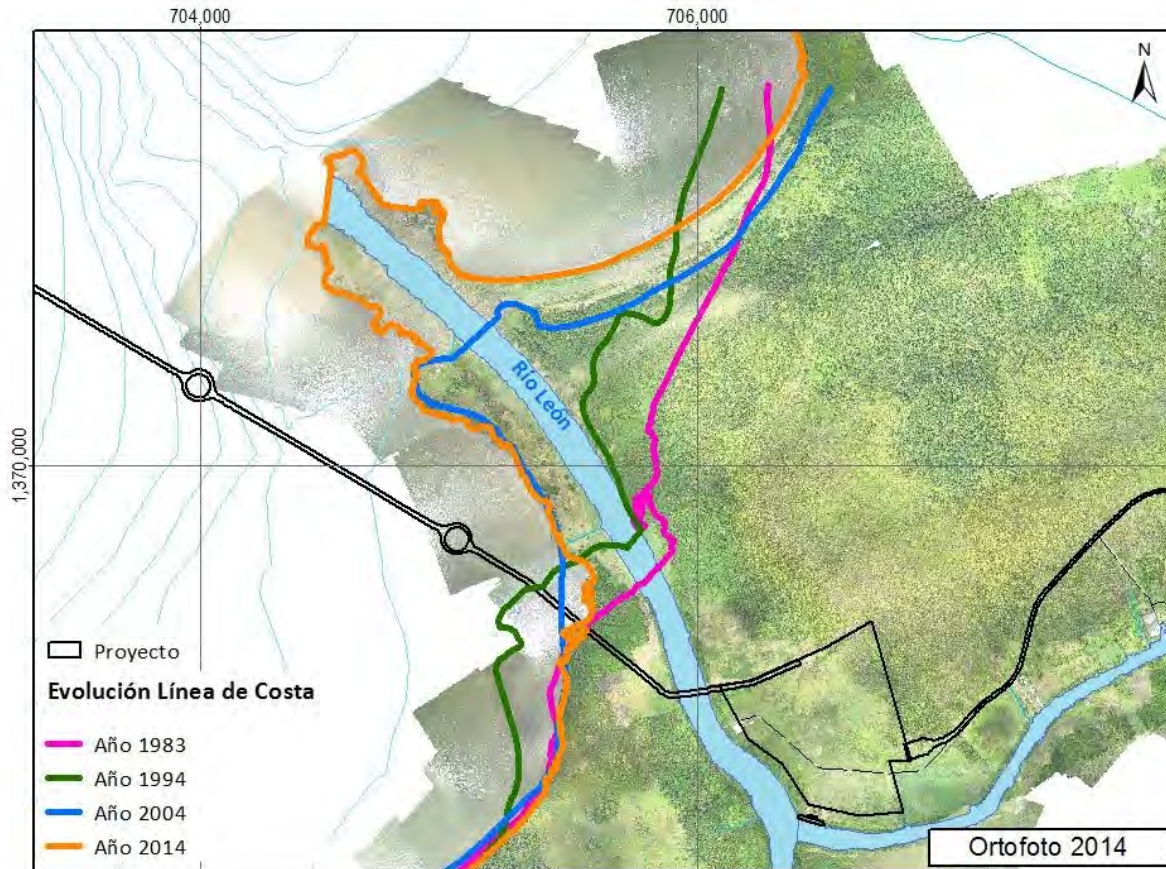 704,000
706,000
N
Río León
1,370,000
Proyecto
Evolución Línea de Costa
Año 1983
Año 1994
Año 2004
Año 2014
Ortofoto 2014